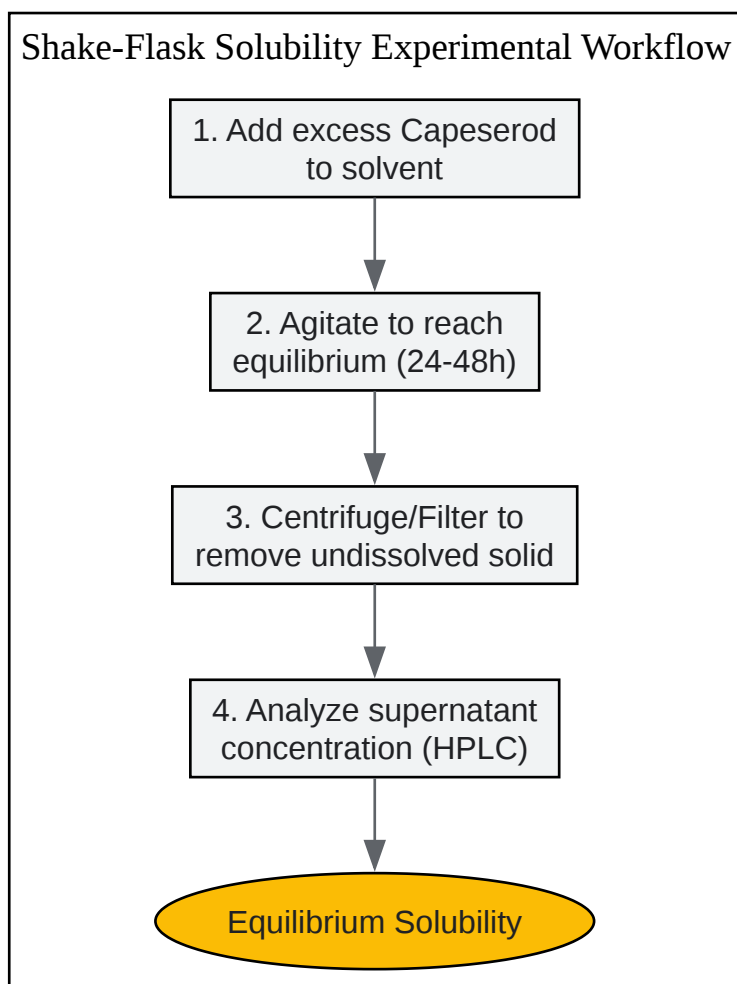 Shake-Flask Solubility Experimental Workflow
1. Add excess Capeserod
to solvent
2. Agitate to reach
equilibrium (24-48h)
3. Centrifuge/Filter to
remove undissolved solid
4. Analyze supernatant
concentration (HPLC)
Equilibrium Solubility